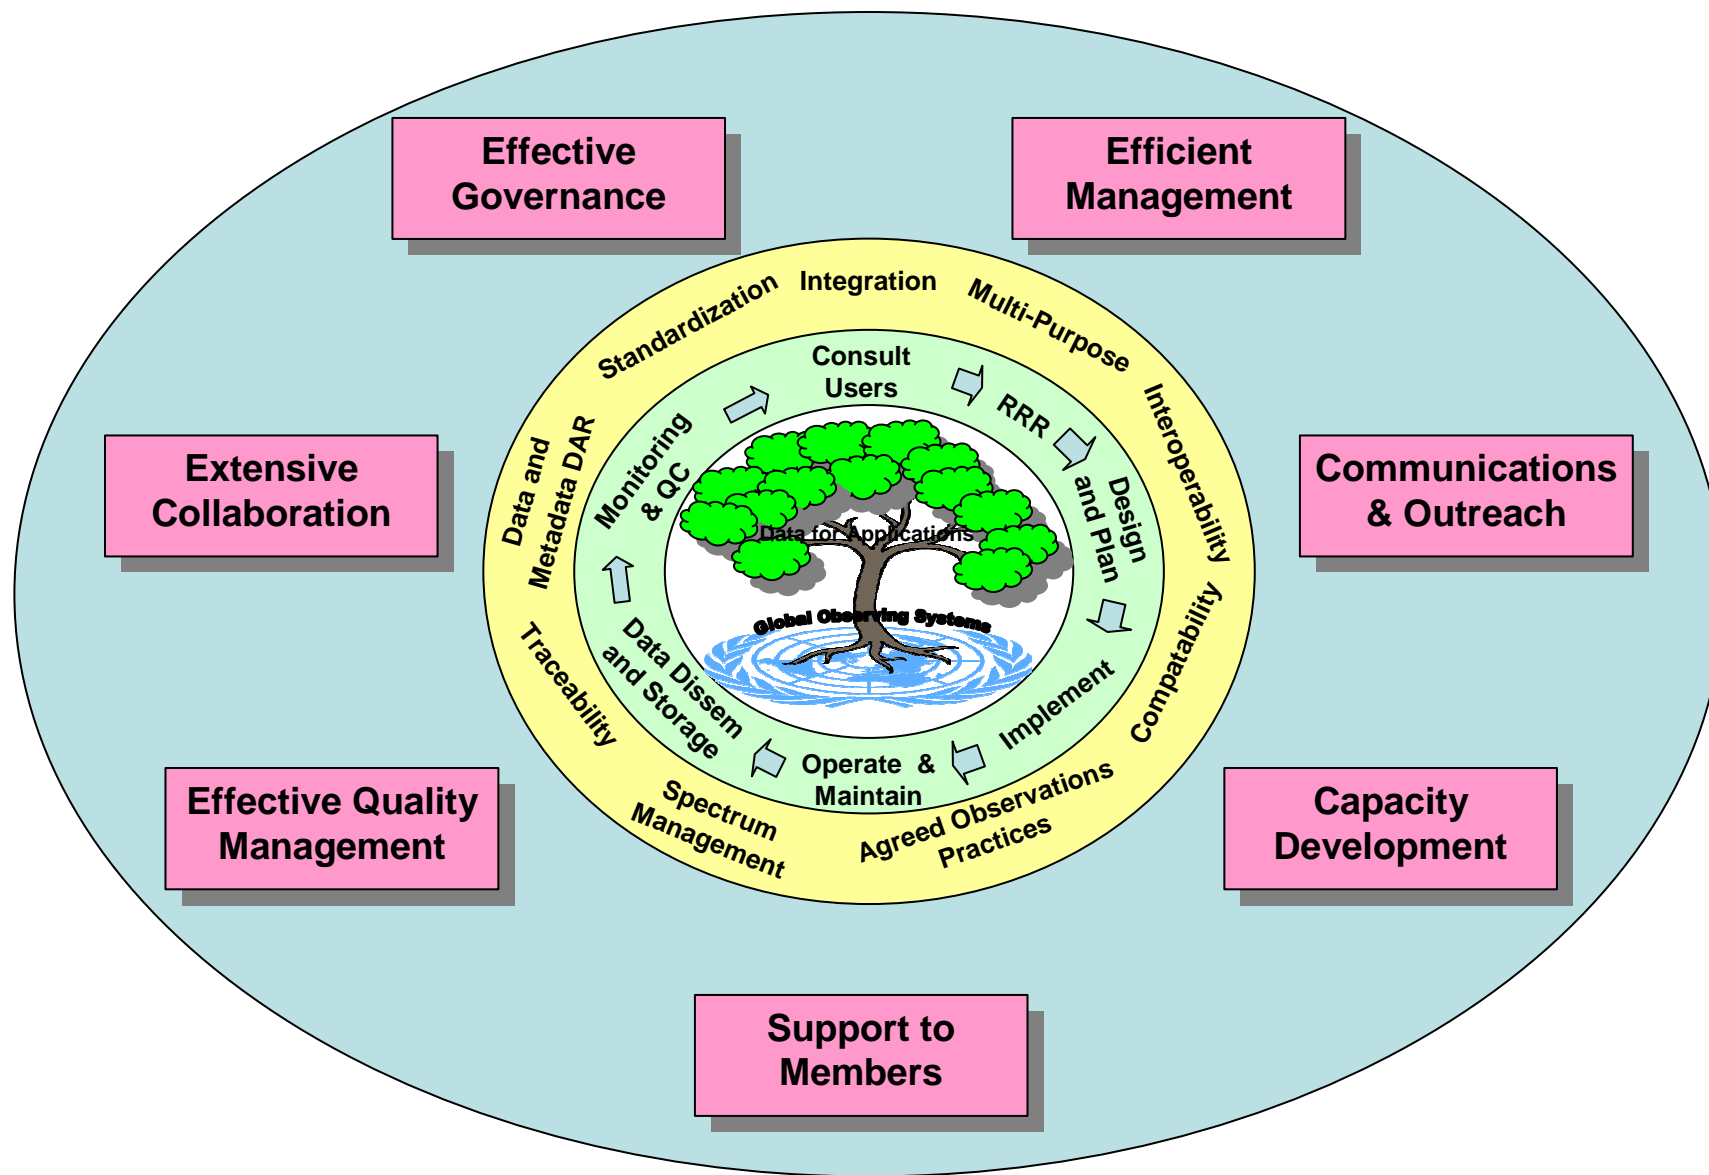 Effective
Governance
Efficient
Management
Extensive
Collaboration
Communications
& Outreach
Effective Quality
Management
Capacity
Development
Support to
Members
Standardization
Integration
Multi-Purpose
Interoperability
Compatability
Agreed Observations
Practices
Spectrum
Management
Traceability
Data and
Metadata DAR
Consult
Users
RRR
Design
and Plan
Implement
Operate &
Maintain
Data Dissem
and Storage
Monitoring
& QC
Data for Applications
Global Observing Systems